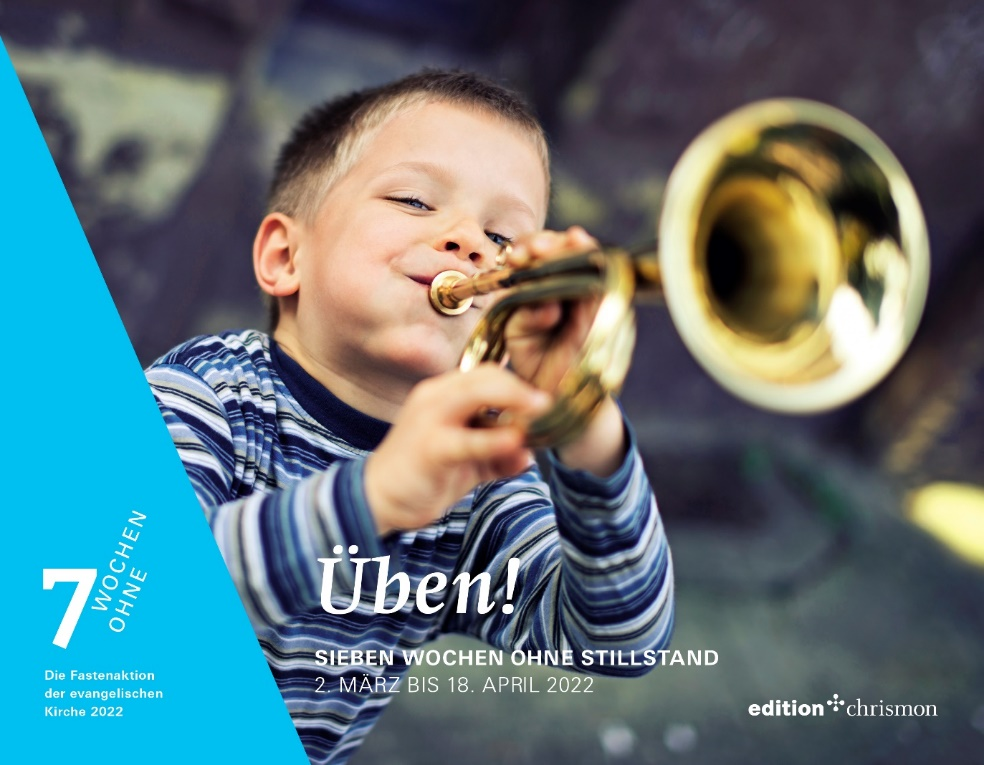 7 WOCHEN
OHNE
Die Fastenaktion
der evangelischen
Kirche 2022
Üben!
SIEBEN WOCHEN OHNE STILLSTAND
2. MÄRZ BIS 18. APRIL 2022
edition chrismon